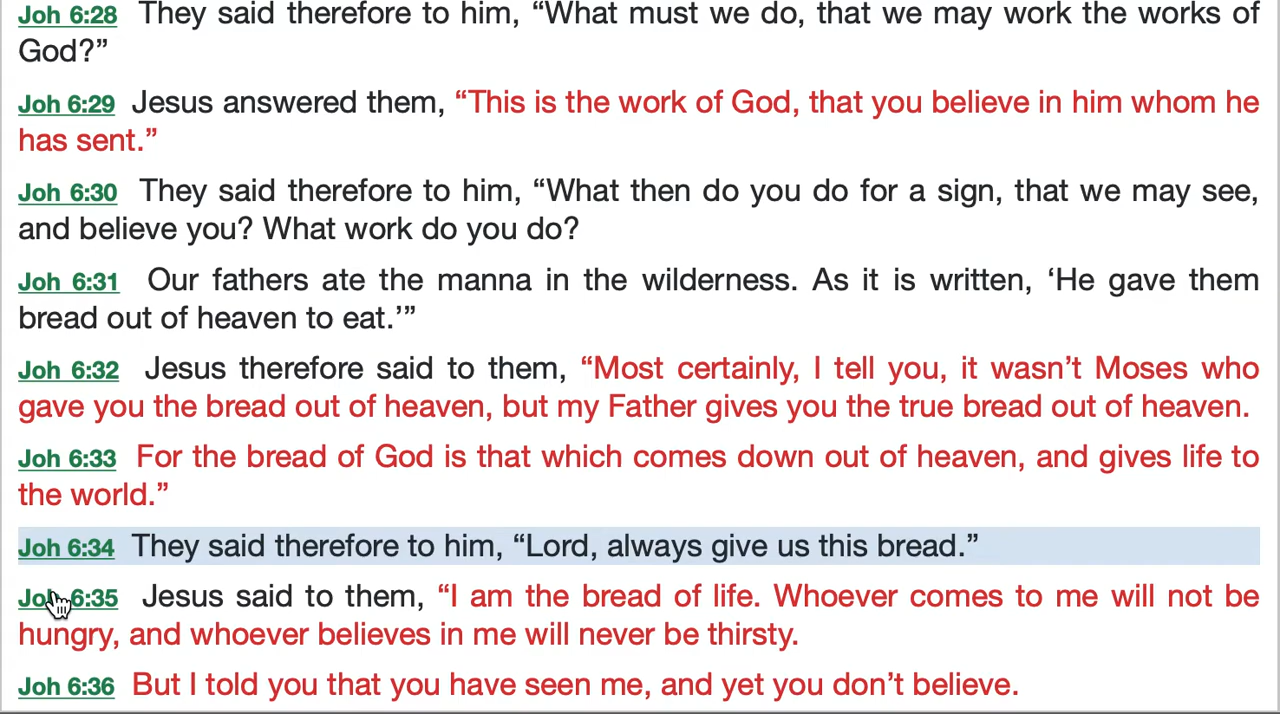 Joh 6:28 They said therefore to him, “What must we do, that we may work the works of
God?”
Joh 6:29 Jesus answered them, “This is the work of God, that you believe in him whom he
has sent.”
Joh 6:30 They said therefore to him, “What then do you do for a sign, that we may see,
and believe you? What work do you do?
Joh 6:31 Our fathers ate the manna in the wilderness. As it is written, ‘He gave them
bread out of heaven to eat.’”
Joh 6:32 Jesus therefore said to them, “Most certainly, I tell you, it wasn’t Moses who
gave you the bread out of heaven, but my Father gives you the true bread out of heaven.
Joh 6:33 For the bread of God is that which comes down out of heaven, and gives life to
the world.”
Joh 6:34 They said therefore to him, “Lord, always give us this bread.”
Joh 6:35 Jesus said to them, “I am the bread of life. Whoever comes to me will not be
hungry, and whoever believes in me will never be thirsty.
Joh 6:36 But I told you that you have seen me, and yet you don’t believe.